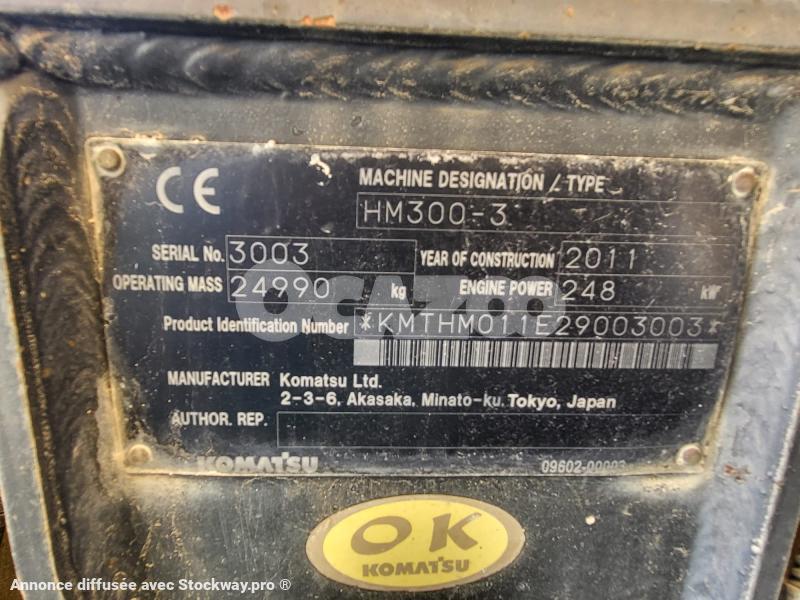 CE
MACHINE DESIGNATION / TYPE
HM300-3
SERIAL No. 3003 YEAR OF CONSTRUCTION 2011
OPERATING MASS 24990 kg ENGINE POWER 248 kW
OCAZOO
Product Identification Number *KMTHM011E29003003*
MANUFACTURER Komatsu Ltd.
2-3-6, Akasaka, Minato-ku, Tokyo, Japan
AUTHOR. REP.
KOMATSU 09602-00003
OK
KOMATSU
Annonce diffusée avec Stockway.pro ®